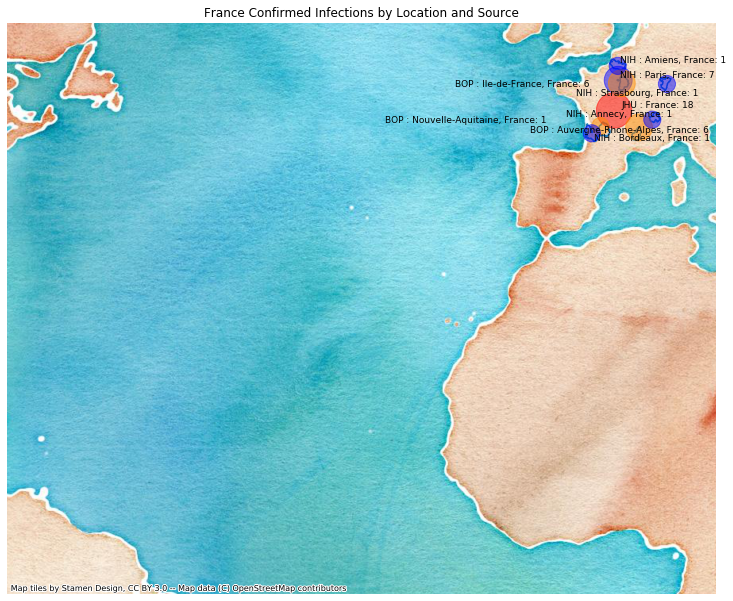 France Confirmed Infections by Location and Source
NIH : Amiens, France: 1
NIH : Paris, France: 7
BOP : Ile-de-France, France: 6
NIH : Strasbourg, France: 1
JHU : France: 18
NIH : Annecy, France: 1
BOP : Nouvelle-Aquitaine, France: 1
BOP : Auvergne-Rhone-Alpes, France: 6
NIH : Bordeaux, France: 1
Map tiles by Stamen Design, CC BY 3.0 -- Map data (C) OpenStreetMap contributors